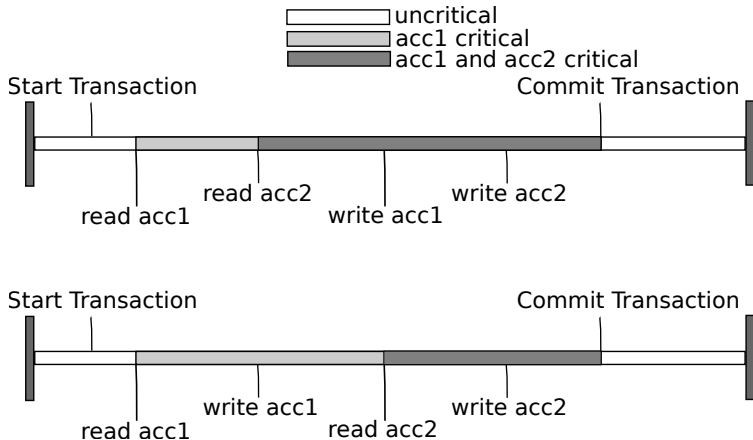 uncritical
acc1 critical
acc1 and acc2 critical
Start Transaction
Commit Transaction
read acc2
write acc2
read acc1
write acc1
Start Transaction
Commit Transaction
write acc1
write acc2
read acc1
read acc2